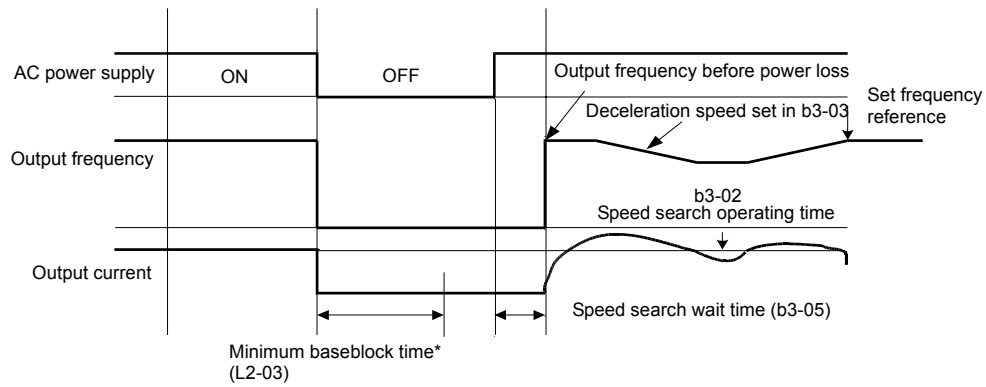 AC power supply
ON
OFF
Output frequency before power loss
Deceleration speed set in b3-03
Set frequency
reference
Output frequency
b3-02
Speed search operating time
Output current
Speed search wait time (b3-05)
Minimum baseblock time*
(L2-03)